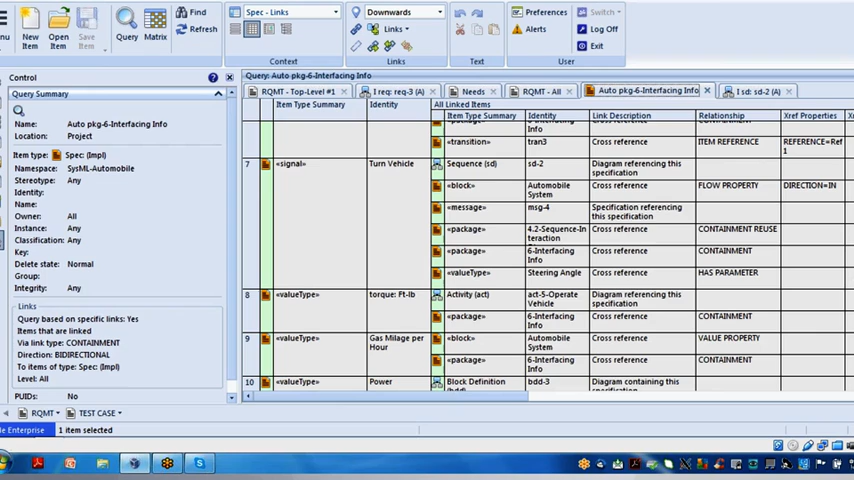 Menu
New Item
Open Item
Save Item
Query
Matrix
Find
Refresh
Spec - Links
Context
Downwards
Links
Links
Text
Preferences
Alerts
Switch
Log Off
Exit
User
Control
Query Summary
Name: Auto pkg-6-Interfacing Info
Location: Project
Item type: Spec: (Impl)
Namespace: SysML-Automobile
Stereotype: Any
Identity:
Name:
Owner: All
Instance: Any
Classification: Any
Key:
Delete state: Normal
Group:
Integrity: Any
Links
Query based on specific links: Yes
Items that are linked
Via link type: CONTAINMENT
Direction: BIDIRECTIONAL
To items of type: Spec: (Impl)
Level: All
PUIDs: No
Query: Auto pkg-6-Interfacing Info
RQMT - Top-Level #1
I req: req-3 (A)
Needs
RQMT - All
Auto pkg-6-Interfacing Info
I sd: sd-2 (A)
Item Type Summary Identity All Linked Items
Item Type Summary Identity Link Description Relationship Xref Properties
Info
«transition» tran3 Cross reference ITEM REFERENCE REFERENCE=Ref 1
7 «signal» Turn Vehicle Sequence (sd) sd-2 Diagram referencing this specification
«block» Automobile System Cross reference FLOW PROPERTY DIRECTION=IN
«message» msg-4 Specification referencing this specification
«package» 4.2-Sequence-Interaction Cross reference CONTAINMENT REUSE
«package» 6-Interfacing Info Cross reference CONTAINMENT
«valueType» Steering Angle Cross reference HAS PARAMETER
8 «valueType» torque: Ft-lb Activity (act) act-5-Operate Vehicle Diagram referencing this specification
«package» 6-Interfacing Info Cross reference CONTAINMENT
9 «valueType» Gas Milage per Hour «block» Automobile System Cross reference VALUE PROPERTY
«package» 6-Interfacing Info Cross reference CONTAINMENT
10 «valueType» Power Block Definition (bdd) bdd-3 Diagram containing this specification
RQMT
TEST CASE
Enterprise
1 item selected